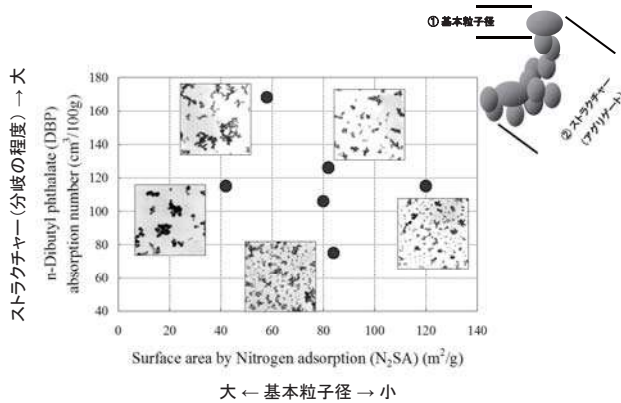 ① 基本粒子径
② ストラクチャー
(アグリゲート)
ストラクチャー(分岐の程度) → 大
n-Dibutyl phthalate (DBP)
absorption number (cm³/100g)
180
160
140
120
100
80
60
40
0 20 40 60 80 100 120 140
Surface area by Nitrogen adsorption (N₂SA) (m²/g)
大 ← 基本粒子径 → 小